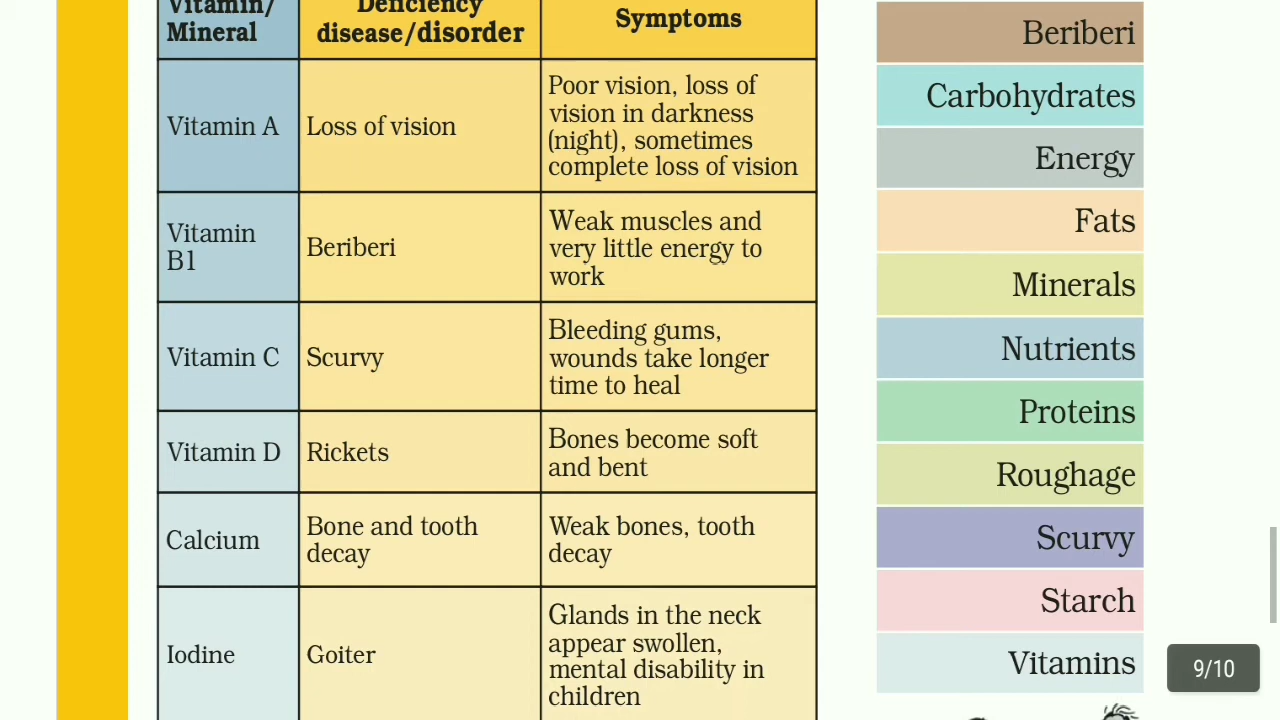 Vitamin/
Mineral
Deficiency
disease/disorder
Symptoms
Vitamin A
Loss of vision
Poor vision, loss of
vision in darkness
(night), sometimes
complete loss of vision
Vitamin
B1
Beriberi
Weak muscles and
very little energy to
work
Vitamin C
Scurvy
Bleeding gums,
wounds take longer
time to heal
Vitamin D
Rickets
Bones become soft
and bent
Calcium
Bone and tooth
decay
Weak bones, tooth
decay
Iodine
Goiter
Glands in the neck
appear swollen,
mental disability in
children
Beriberi
Carbohydrates
Energy
Fats
Minerals
Nutrients
Proteins
Roughage
Scurvy
Starch
Vitamins
9/10